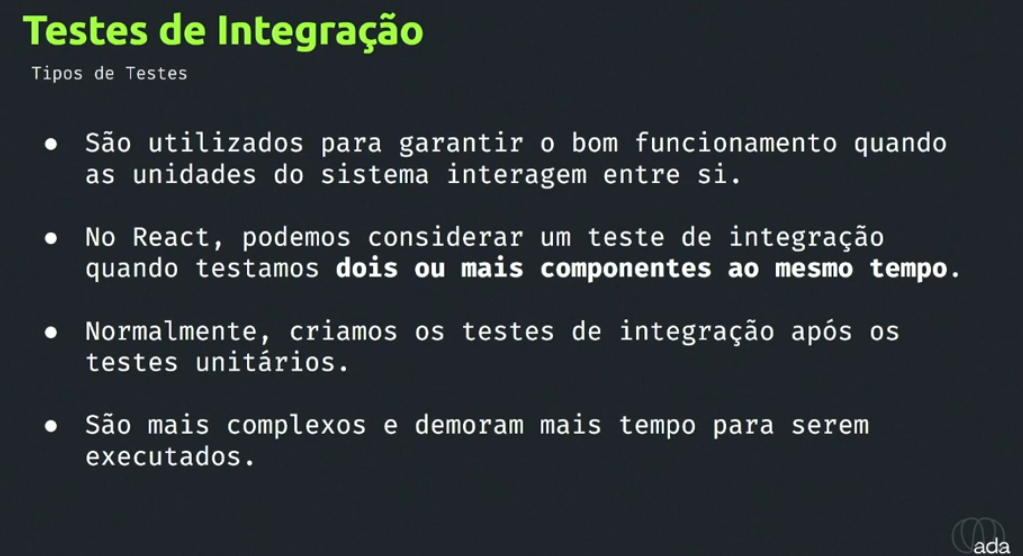 Testes de Integração
Tipos de Testes
● São utilizados para garantir o bom funcionamento quando
as unidades do sistema interagem entre si.
● No React, podemos considerar um teste de integração
quando testamos dois ou mais componentes ao mesmo tempo.
● Normalmente, criamos os testes de integração após os
testes unitários.
● São mais complexos e demoram mais tempo para serem
executados.
ada